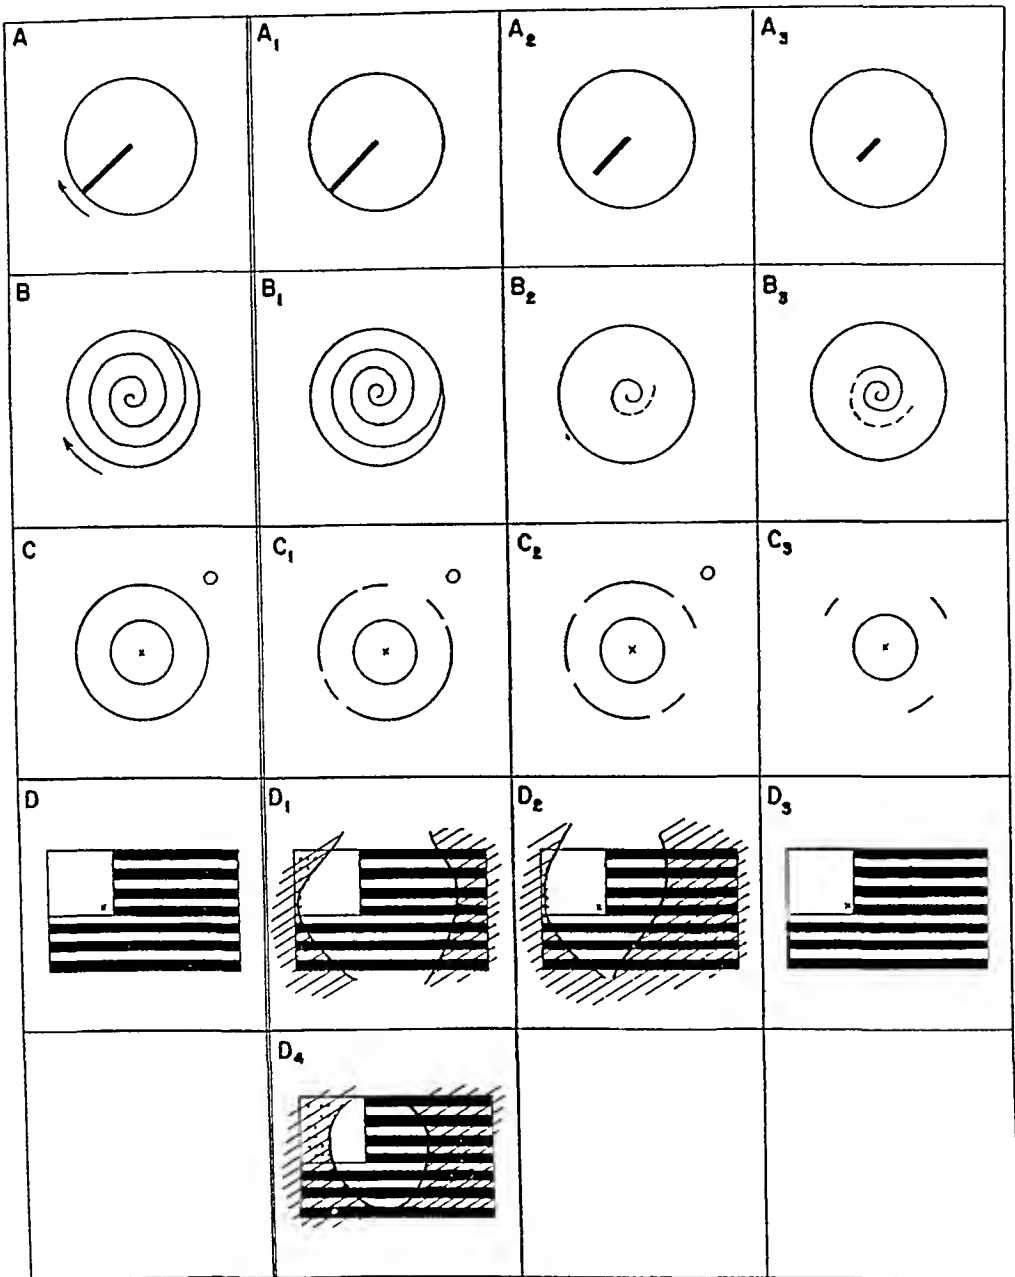 A A₁ A₂ A₃
B B₁ B₂ B₃
C C₁ C₂ C₃
D D₁ D₂ D₃
D₄